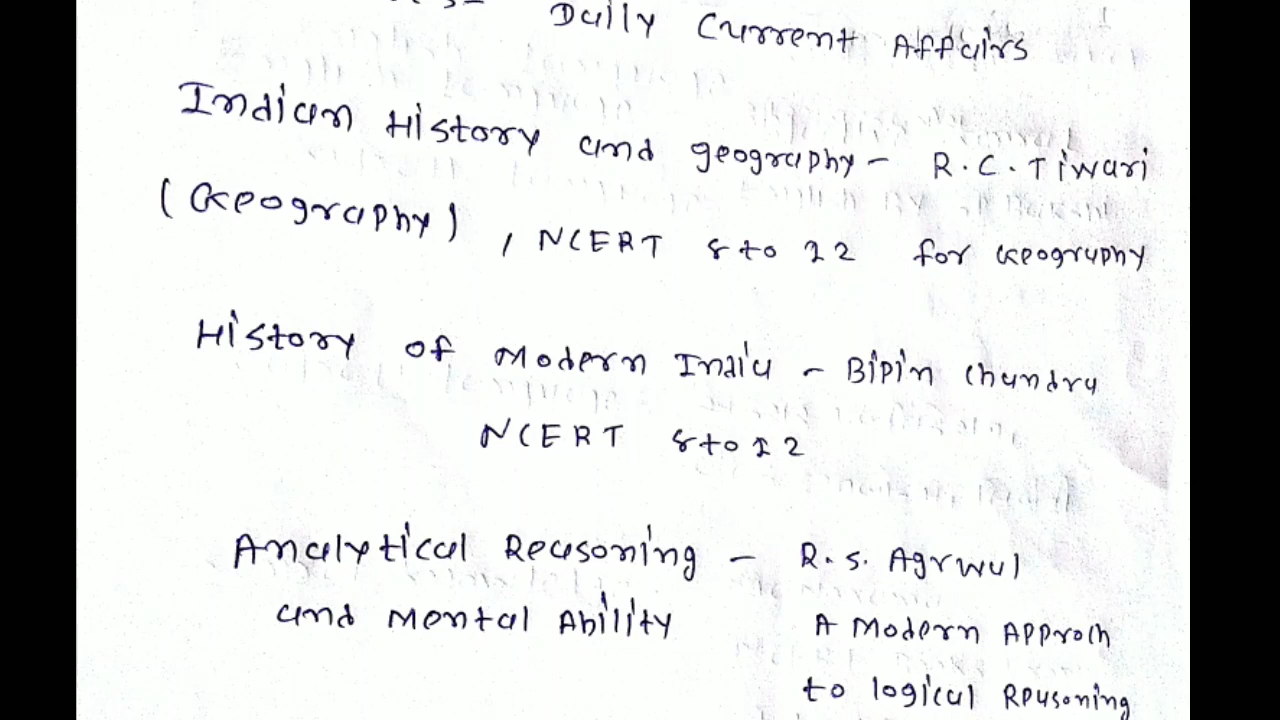 Daily Current Affairs
Indian History and geography - R.C. Tiwari
(Geography), NCERT 8 to 12 for Geography
History of Modern India - Bipin Chandra
NCERT 8 to 12
Analytical Reasoning - R.S. Agrwal
and Mental Ability A Modern Approch
to logical Reasoning